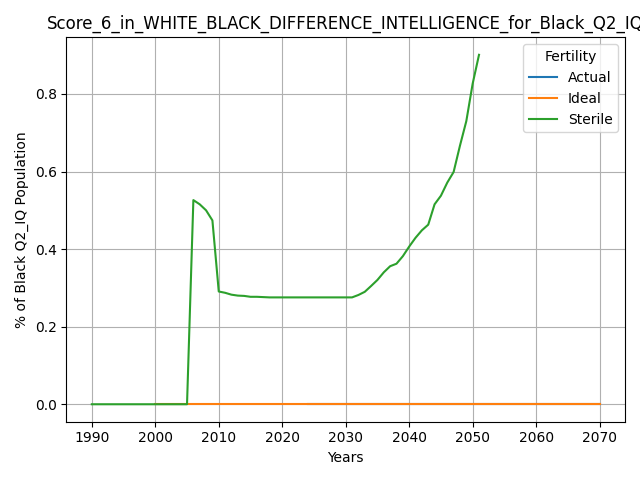 Score_6_in_WHITE_BLACK_DIFFERENCE_INTELLIGENCE_for_Black_Q2_IQ
Fertility
Actual
Ideal
Sterile
% of Black Q2_IQ Population
0.8
0.6
0.4
0.2
0.0
1990 2000 2010 2020 2030 2040 2050 2060 2070
Years